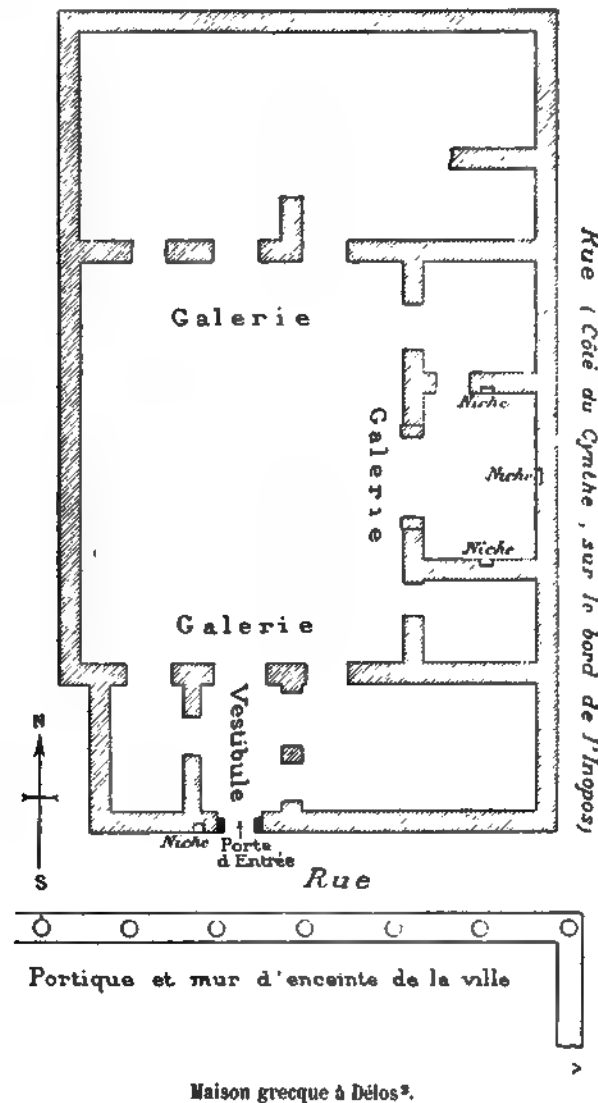 Galerie
Rue (Côté du Cynthe, sur le bord de l'Inopos)
Niche
Galerie
Niche
Niche
Galerie
Vestibule
N
S
Niche
Porte
d'Entrée
Rue
Portique et mur d'enceinte de la ville
Maison grecque à Délos².